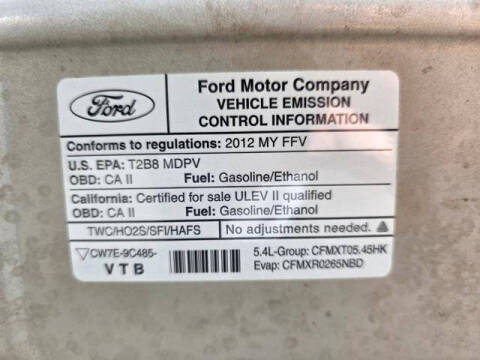 Ford
Ford Motor Company
VEHICLE EMISSION
CONTROL INFORMATION
Conforms to regulations: 2012 MY FFV
U.S. EPA: T2B8 MDPV
OBD: CA II Fuel: Gasoline/Ethanol
California: Certified for sale ULEV II qualified
OBD: CA II Fuel: Gasoline/Ethanol
TWC/HO2S/SFI/HAFS No adjustments needed.
CW7E-9C485-
VTB
5.4L-Group: CFMXT05.45HK
Evap: CFMXR0265NBD